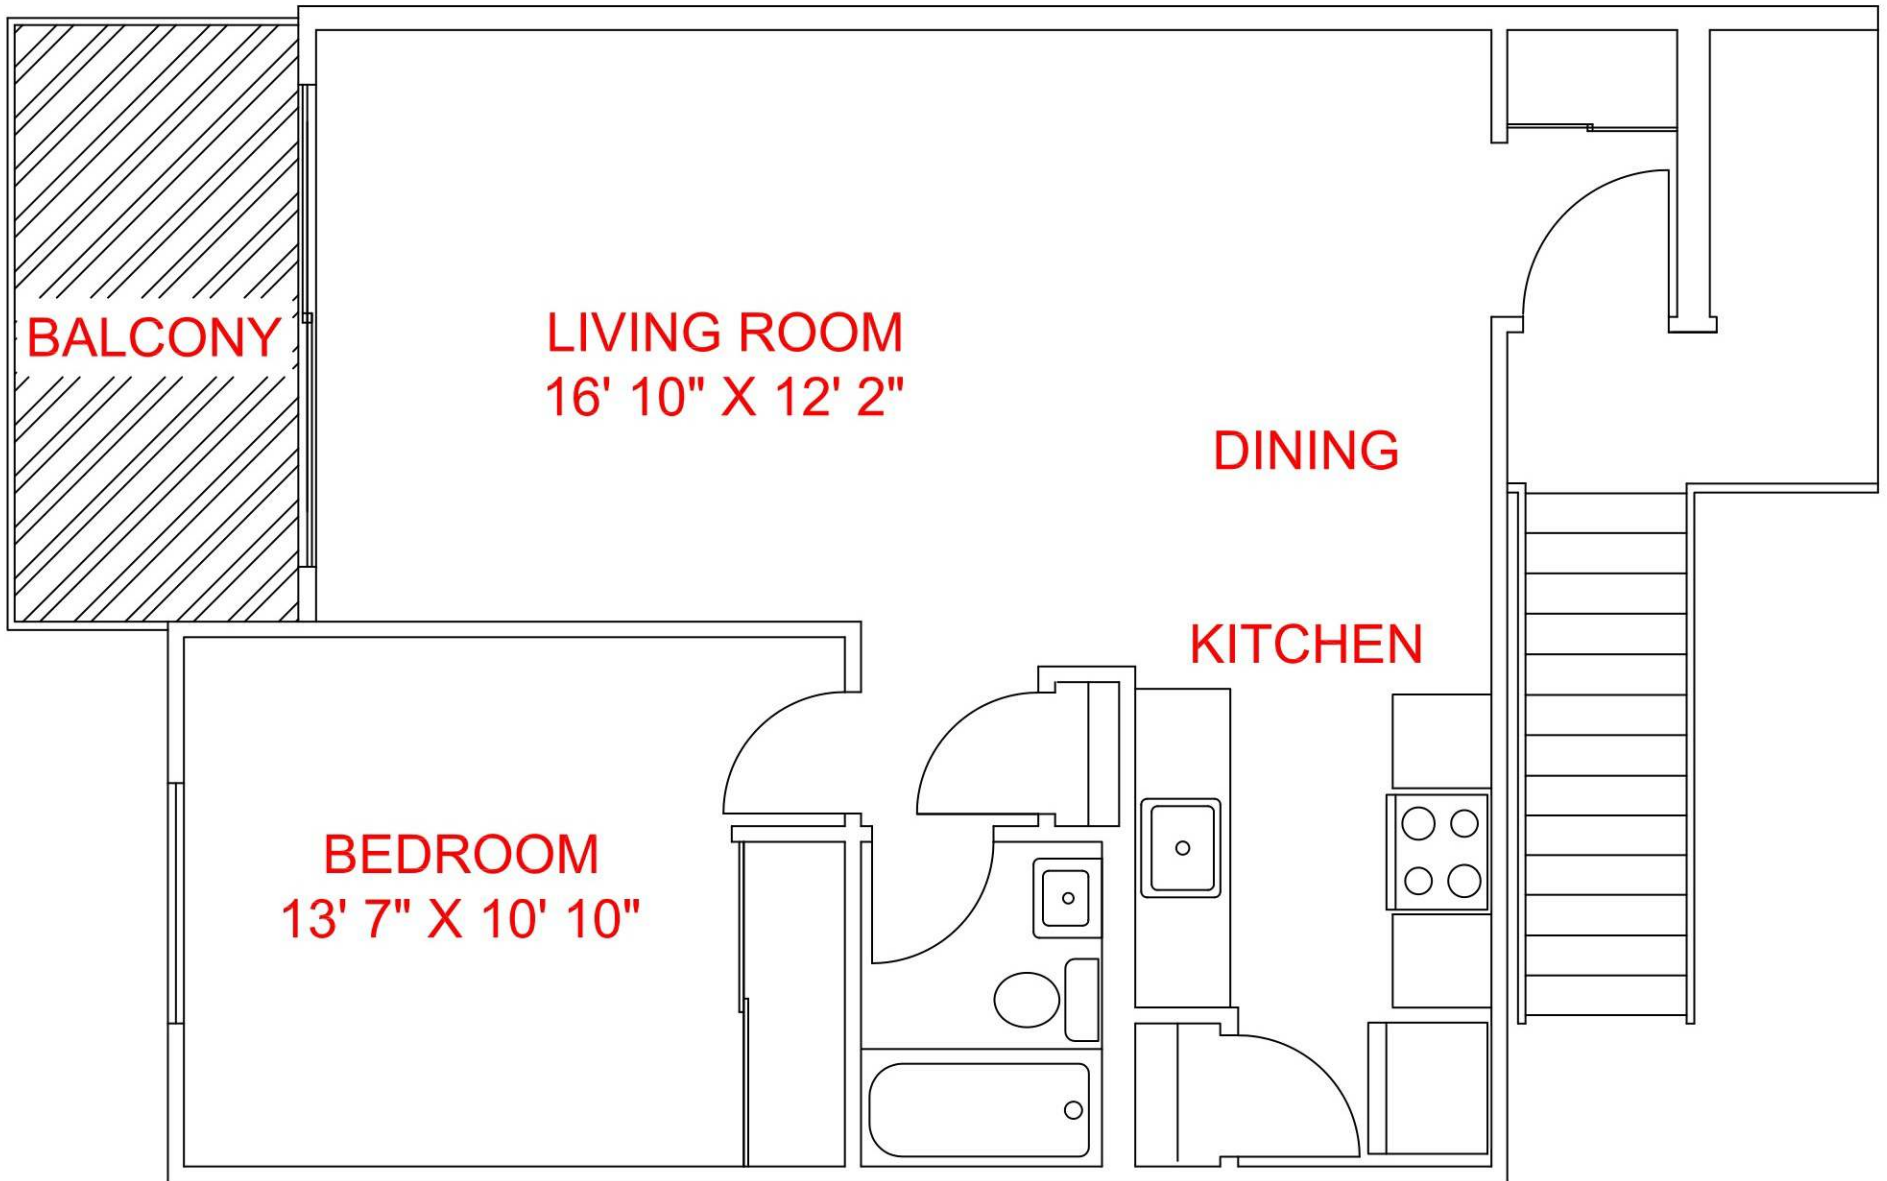 BALCONY
LIVING ROOM
16' 10" X 12' 2"
DINING
KITCHEN
BEDROOM
13' 7" X 10' 10"